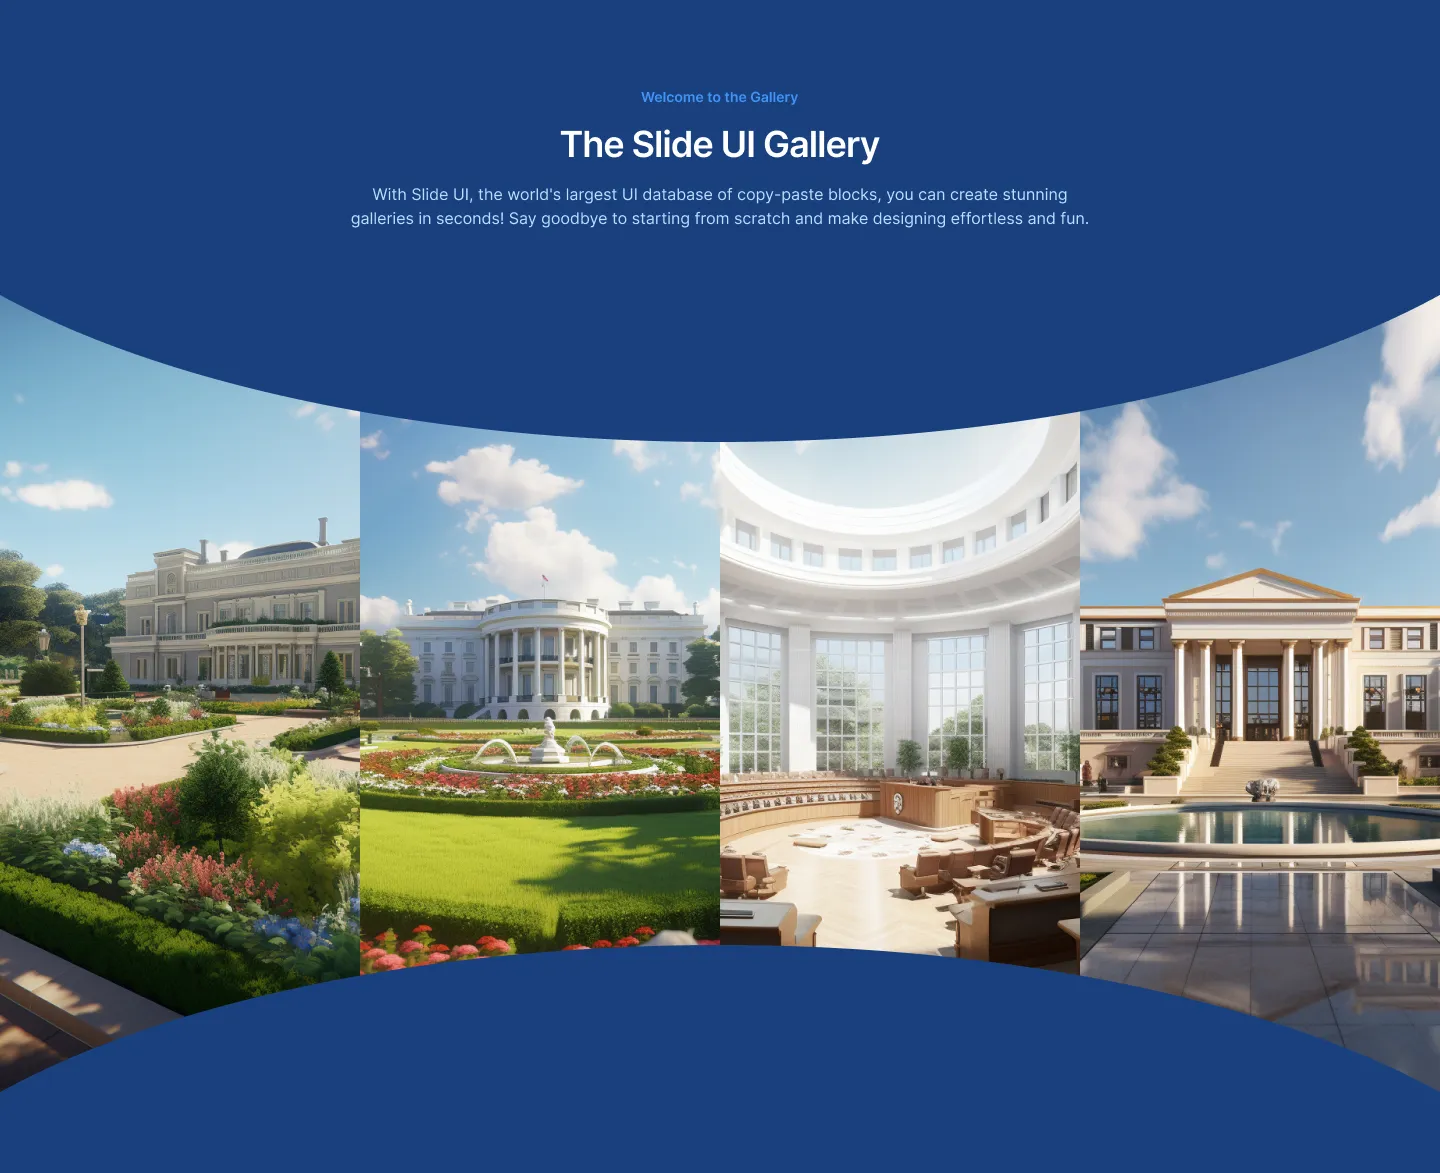 Welcome to the Gallery
The Slide UI Gallery
With Slide UI, the world's largest UI database of copy-paste blocks, you can create stunning
galleries in seconds! Say goodbye to starting from scratch and make designing effortless and fun.